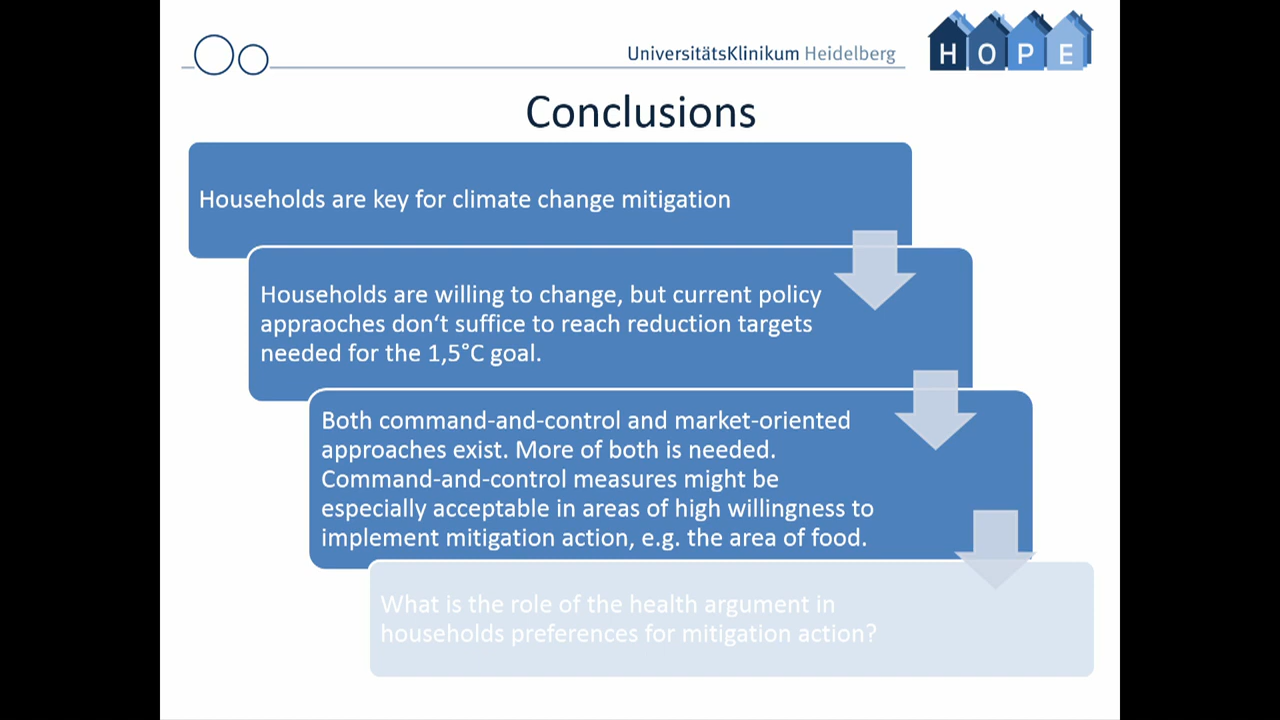 UniversitätsKlinikum Heidelberg
HOPE
Conclusions
Households are key for climate change mitigation
Households are willing to change, but current policy
appraoches don‘t suffice to reach reduction targets
needed for the 1,5°C goal.
Both command-and-control and market-oriented
approaches exist. More of both is needed.
Command-and-control measures might be
especially acceptable in areas of high willingness to
implement mitigation action, e.g. the area of food.
What is the role of the health argument in
households preferences for mitigation action?